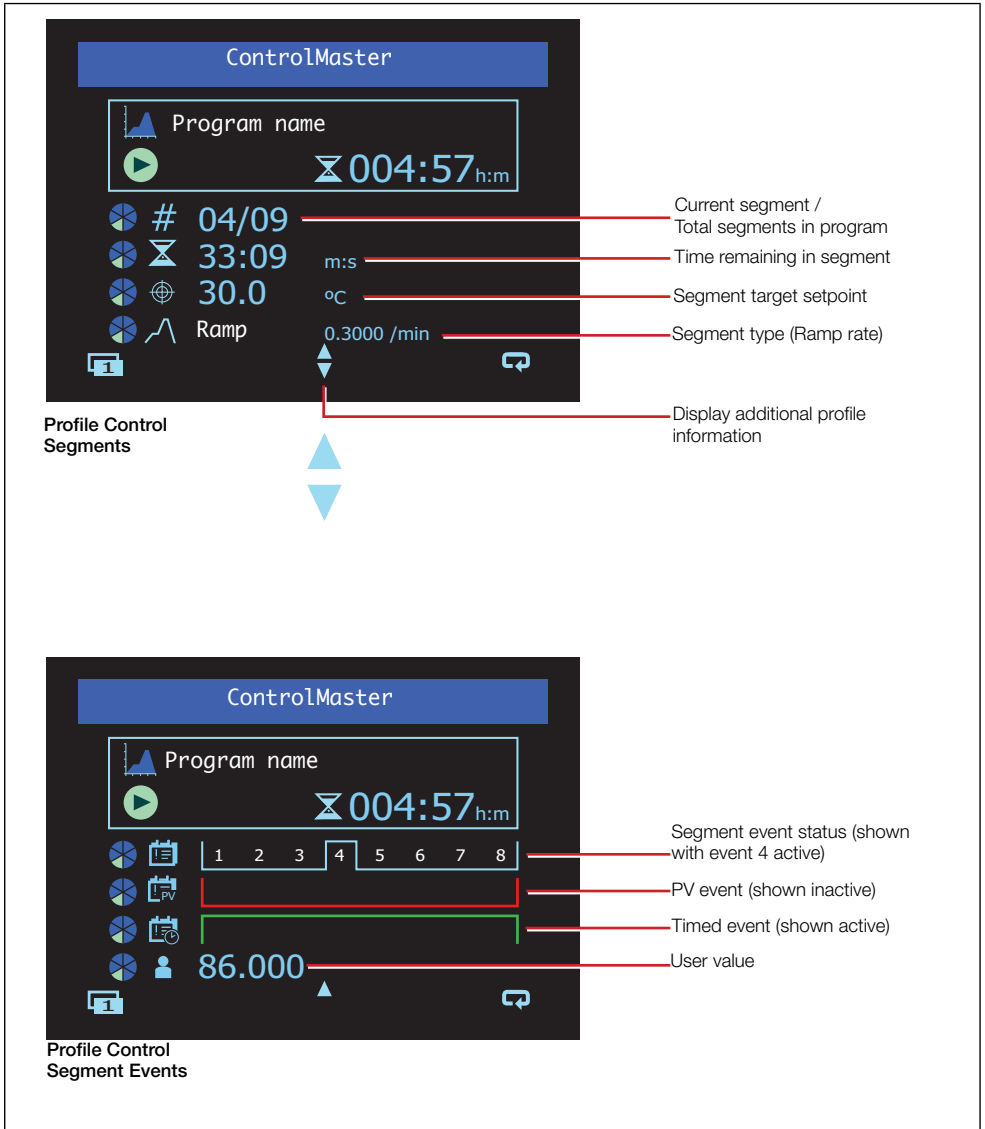 ControlMaster
Program name
004:57 h:m
# 04/09
33:09 m:s
30.0 ºC
Ramp 0.3000 /min
1
Current segment /
Total segments in program
Time remaining in segment
Segment target setpoint
Segment type (Ramp rate)
Display additional profile
information
Profile Control
Segments
ControlMaster
Program name
004:57 h:m
1 2 3 4 5 6 7 8
PV
86.000
1
Segment event status (shown
with event 4 active)
PV event (shown inactive)
Timed event (shown active)
User value
Profile Control
Segment Events